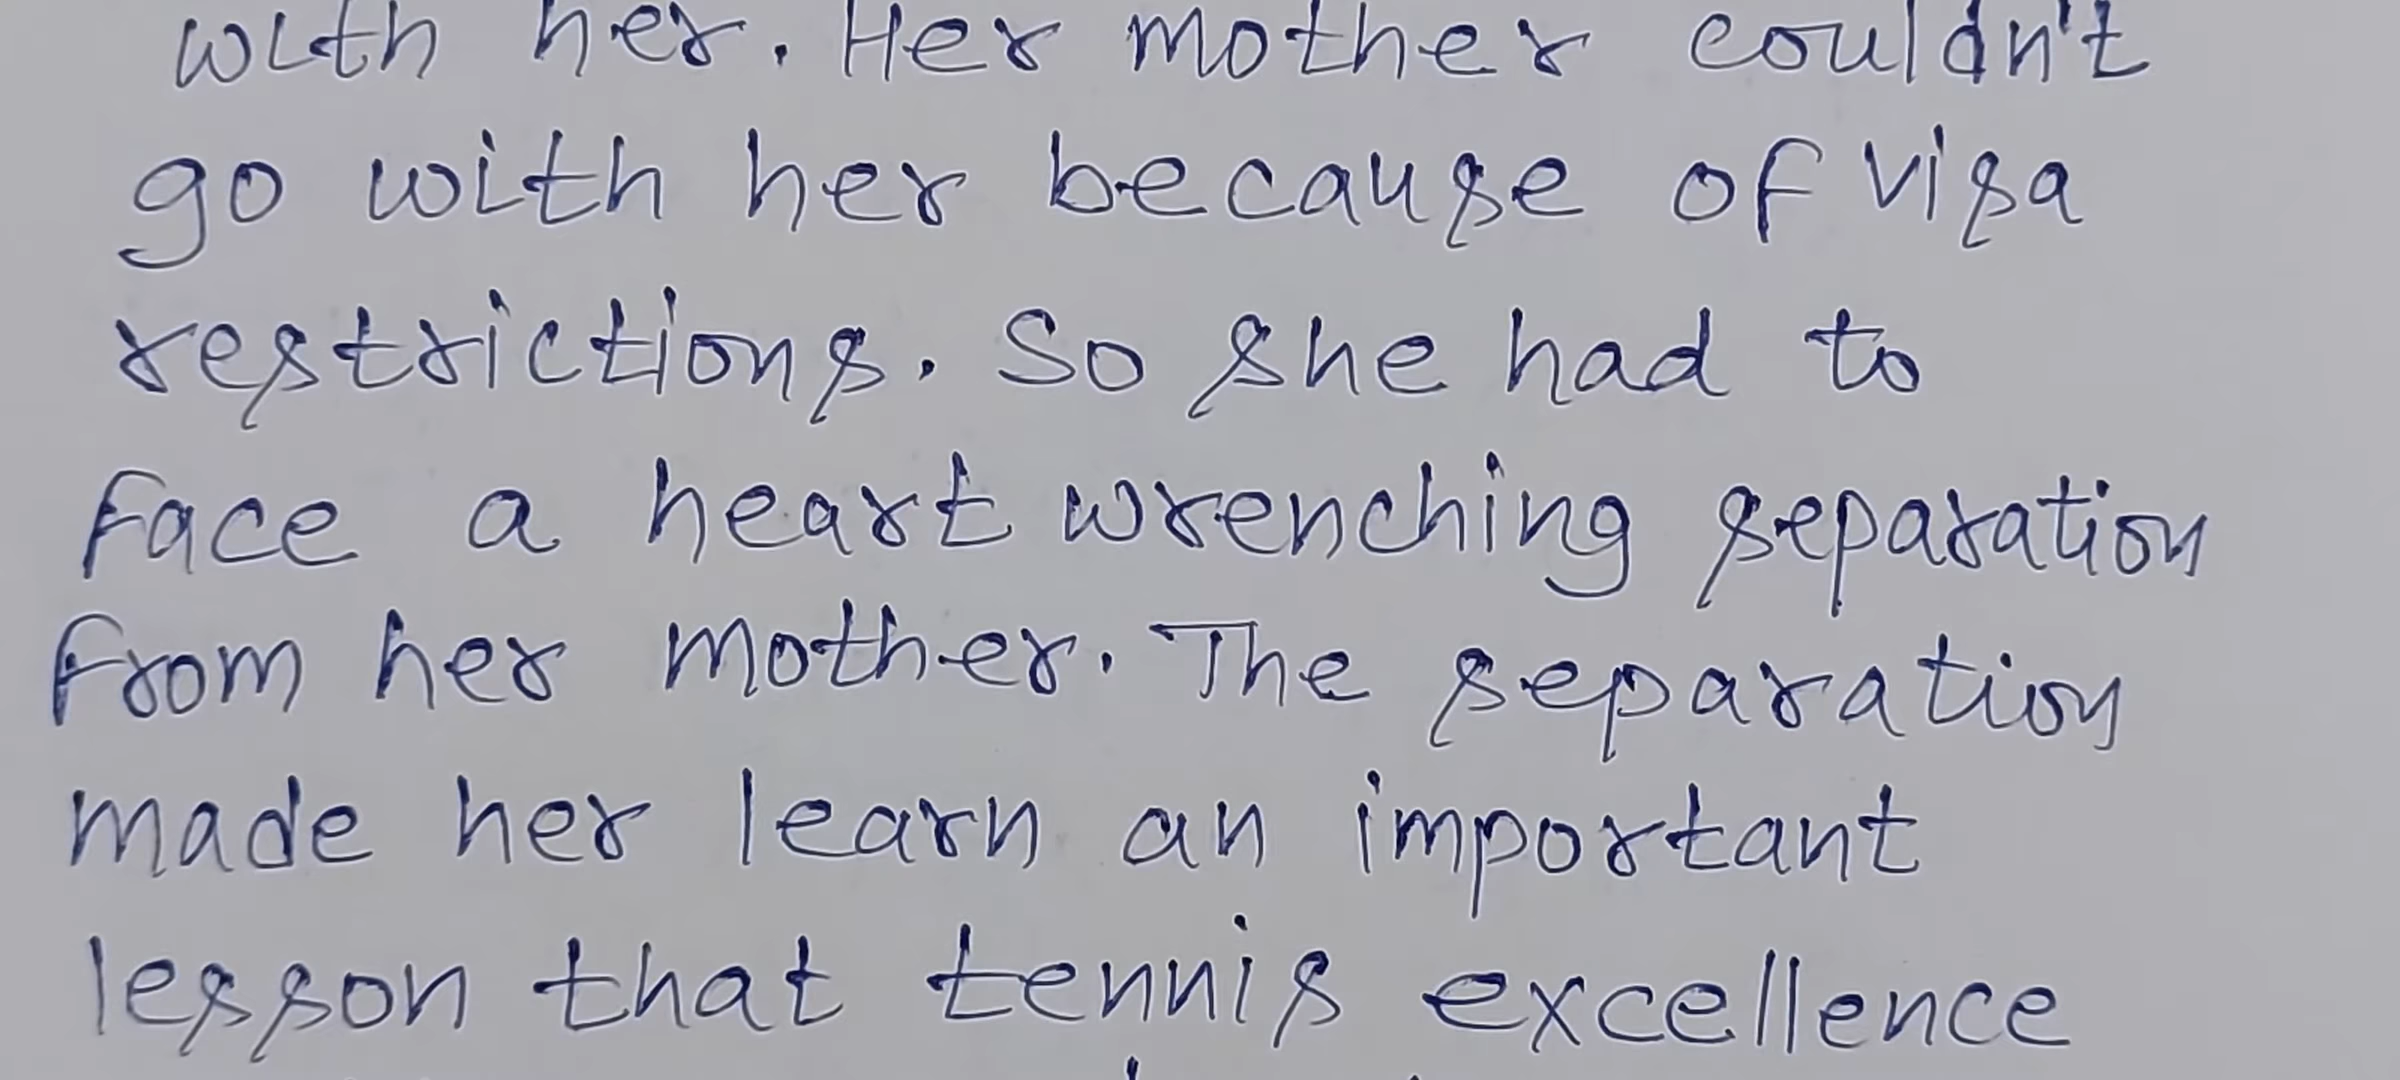 with her. Her mother couldn't
go with her because of visa
restrictions. So she had to
face a heart wrenching separation
from her mother. The separation
made her learn an important
lesson that tennis excellence